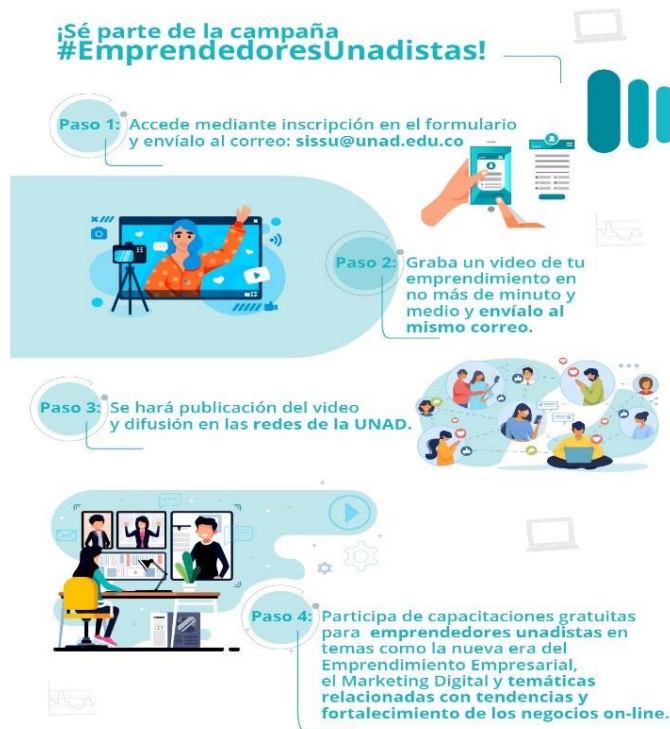 ¡Sé parte de la campaña
#EmprendedoresUnadistas!
Paso 1: Accede mediante inscripción en el formulario
y envíalo al correo: sissu@unad.edu.co
Paso 2: Graba un video de tu
emprendimiento en
no más de minuto y
medio y envíalo al
mismo correo.
Paso 3: Se hará publicación del video
y difusión en las redes de la UNAD.
Paso 4: Participa de capacitaciones gratuitas
para emprendedores unadistas en
temas como la nueva era del
Emprendimiento Empresarial,
el Marketing Digital y temáticas
relacionadas con tendencias y
fortalecimiento de los negocios on-line.